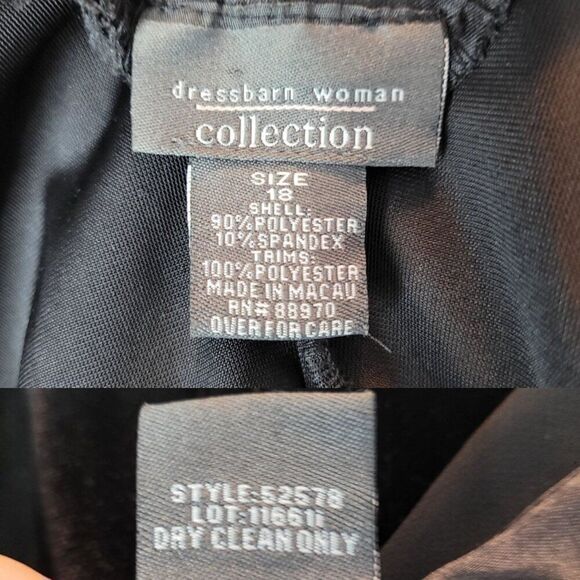 dressbarn woman
collection
SIZE
18
SHELL:
90%POLYESTER
10%SPANDEX
TRIMS:
100%POLYESTER
MADE IN MACAU
RN# 88970
OVER FOR CARE
STYLE:52578
LOT:11661i
DRY CLEAN ONLY